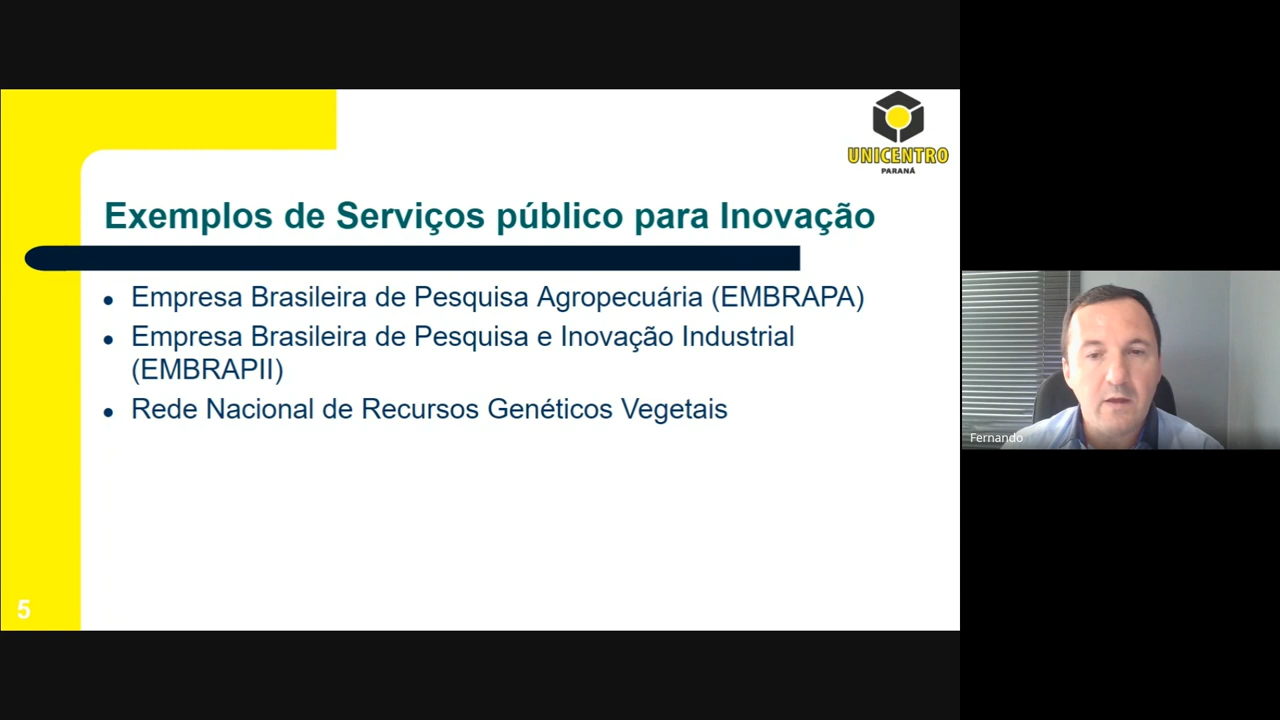 UNICENTRO
PARANÁ
Exemplos de Serviços público para Inovação
• Empresa Brasileira de Pesquisa Agropecuária (EMBRAPA)
• Empresa Brasileira de Pesquisa e Inovação Industrial
(EMBRAPII)
• Rede Nacional de Recursos Genéticos Vegetais
5
Fernando